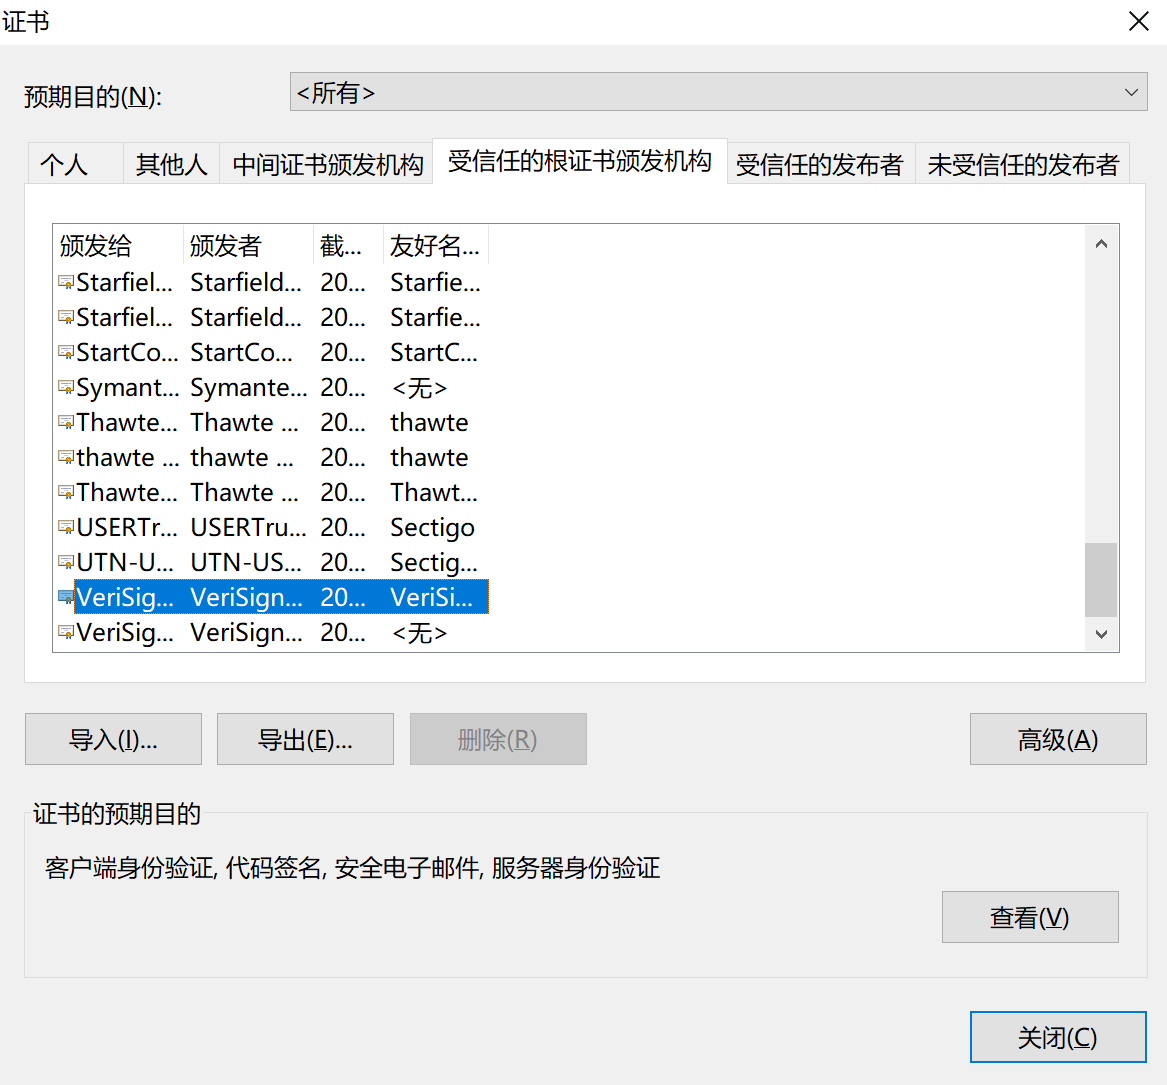 证书
预期目的(N):
<所有>
个人 其他人 中间证书颁发机构 受信任的根证书颁发机构 受信任的发布者 未受信任的发布者
颁发给 颁发者 截... 友好名...
Starfiel... Starfield... 20... Starfie...
Starfiel... Starfield... 20... Starfie...
StartCo... StartCo... 20... StartC...
Symant... Symante... 20... <无>
Thawte... Thawte ... 20... thawte
thawte ... thawte ... 20... thawte
Thawte... Thawte ... 20... Thawt...
USERTr... USERTru... 20... Sectigo
UTN-U... UTN-US... 20... Sectig...
VeriSig... VeriSign... 20... VeriSi...
VeriSig... VeriSign... 20... <无>
导入(I)... 导出(E)... 删除(R) 高级(A)
证书的预期目的
客户端身份验证, 代码签名, 安全电子邮件, 服务器身份验证
查看(V)
关闭(C)